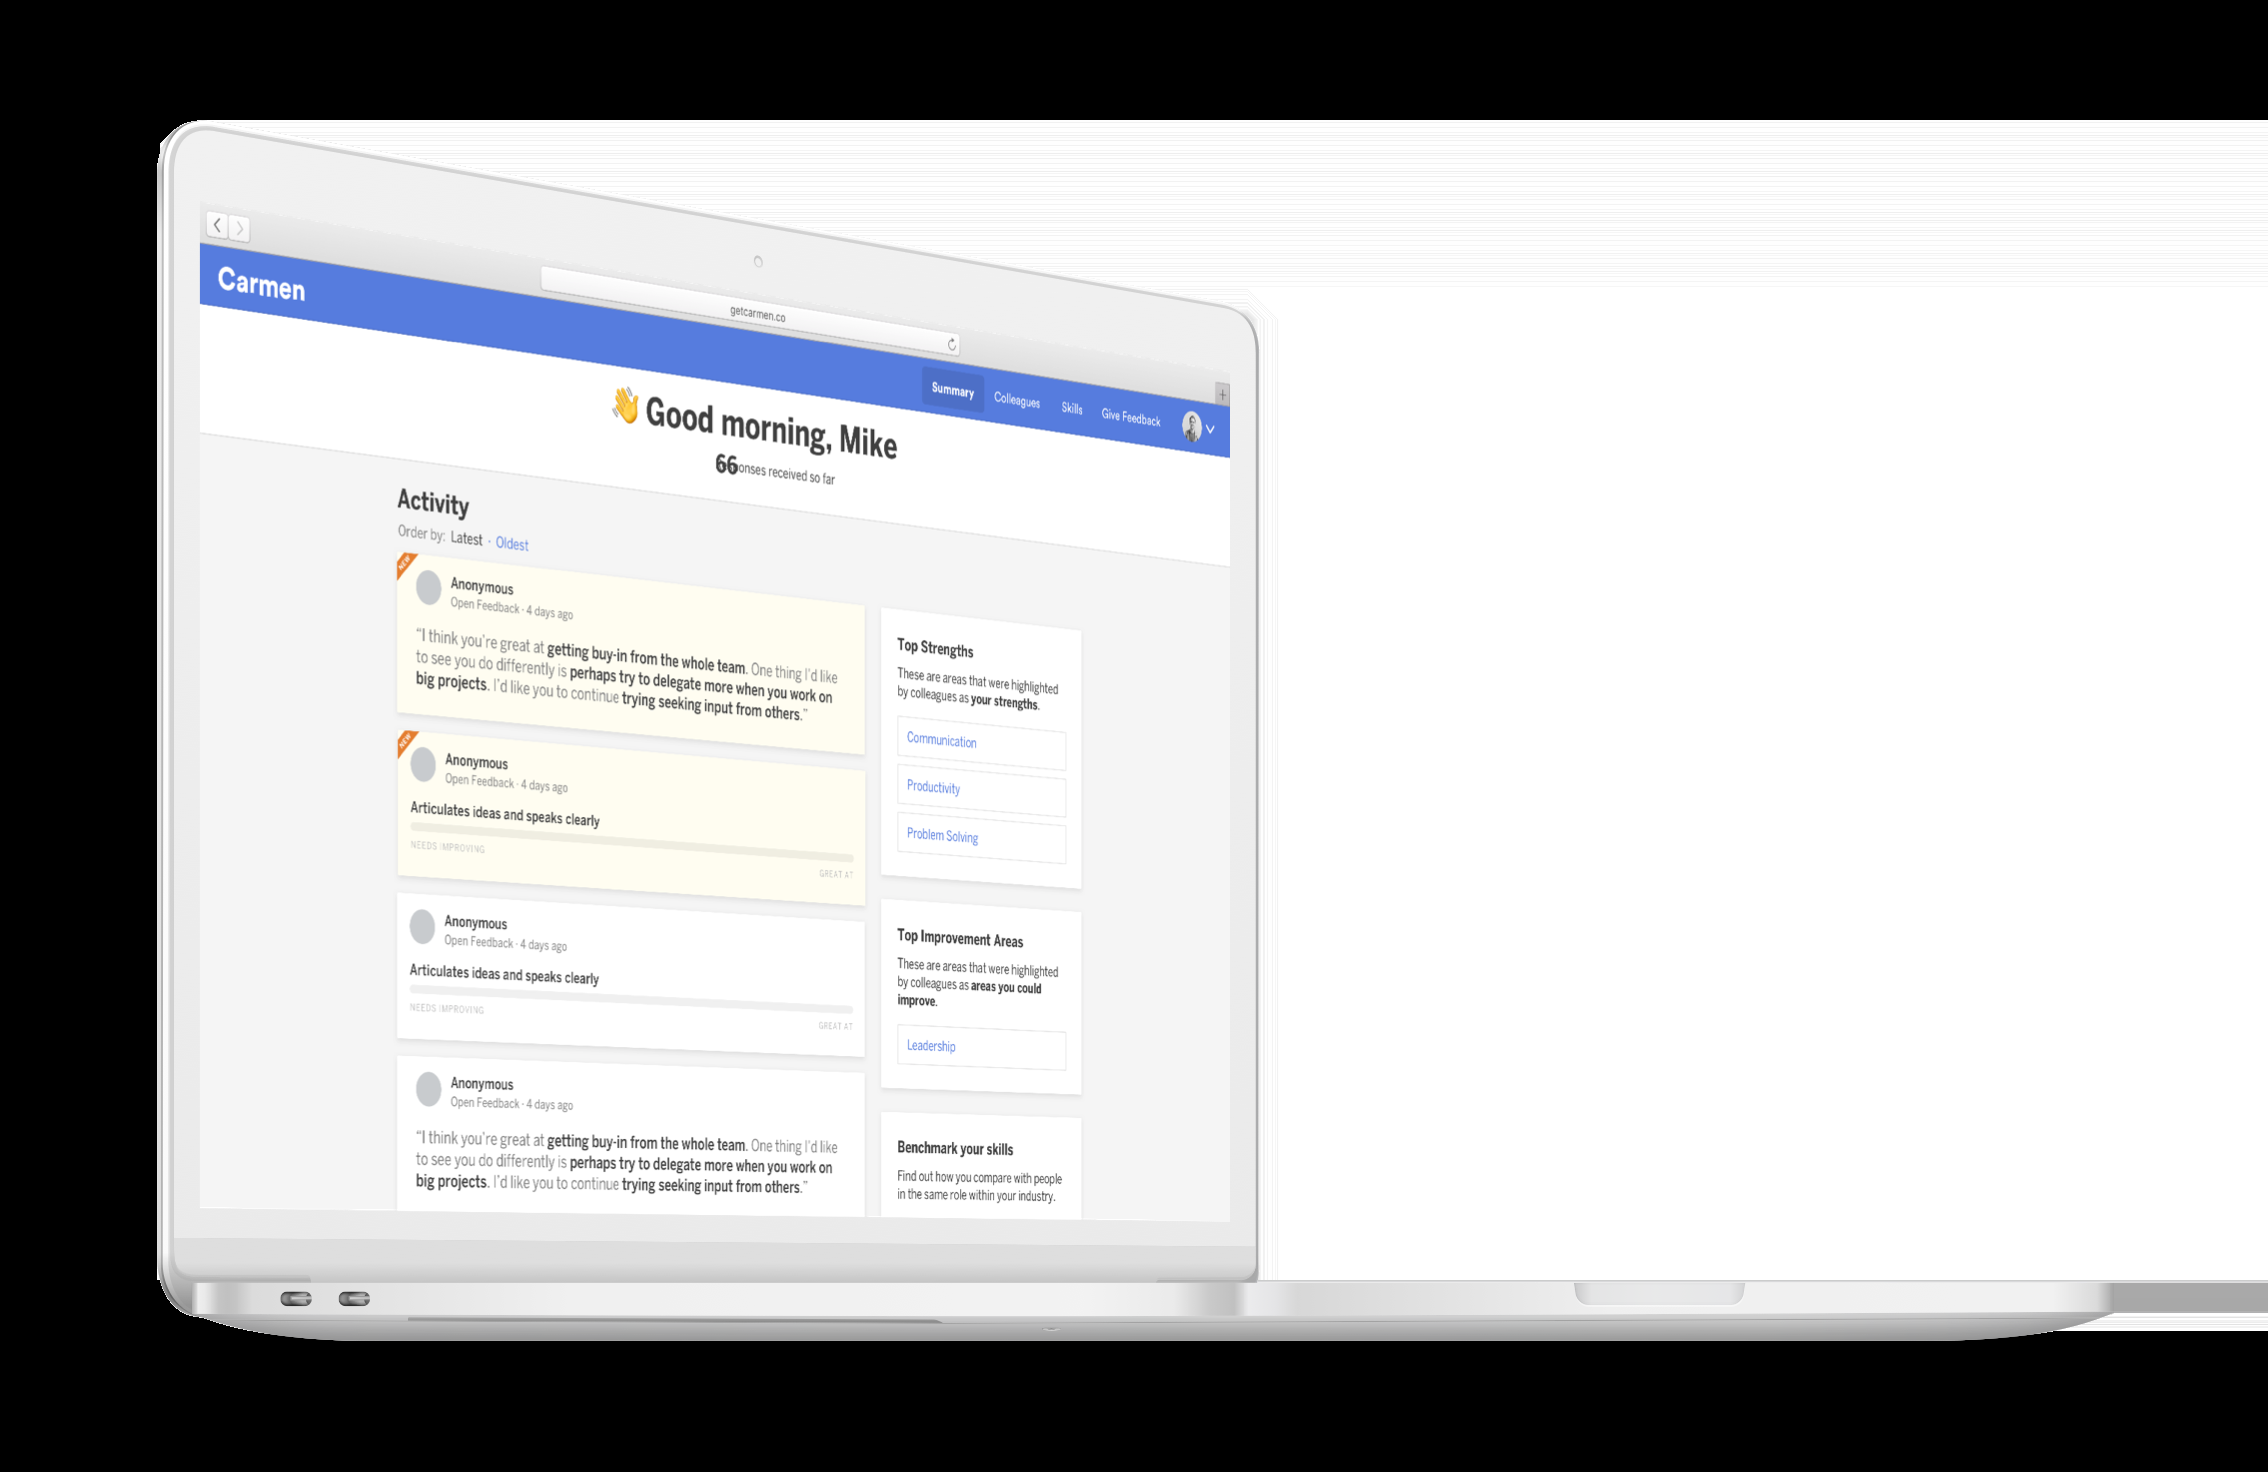 getcarmen.co
Carmen
Summary Colleagues Skills Give Feedback
👋 Good morning, Mike
66 onses received so far
Activity
Order by: Latest · Oldest
NEW
Anonymous
Open Feedback · 4 days ago
“I think you’re great at getting buy-in from the whole team. One thing I’d like
to see you do differently is perhaps try to delegate more when you work on
big projects. I’d like you to continue trying seeking input from others.”
NEW
Anonymous
Open Feedback · 4 days ago
Articulates ideas and speaks clearly
NEEDS IMPROVING
GREAT AT
Anonymous
Open Feedback · 4 days ago
Articulates ideas and speaks clearly
NEEDS IMPROVING
GREAT AT
Anonymous
Open Feedback · 4 days ago
“I think you’re great at getting buy-in from the whole team. One thing I’d like
to see you do differently is perhaps try to delegate more when you work on
big projects. I’d like you to continue trying seeking input from others.”
Top Strengths
These are areas that were highlighted
by colleagues as your strengths.
Communication
Productivity
Problem Solving
Top Improvement Areas
These are areas that were highlighted
by colleagues as areas you could
improve.
Leadership
Benchmark your skills
Find out how you compare with people
in the same role within your industry.